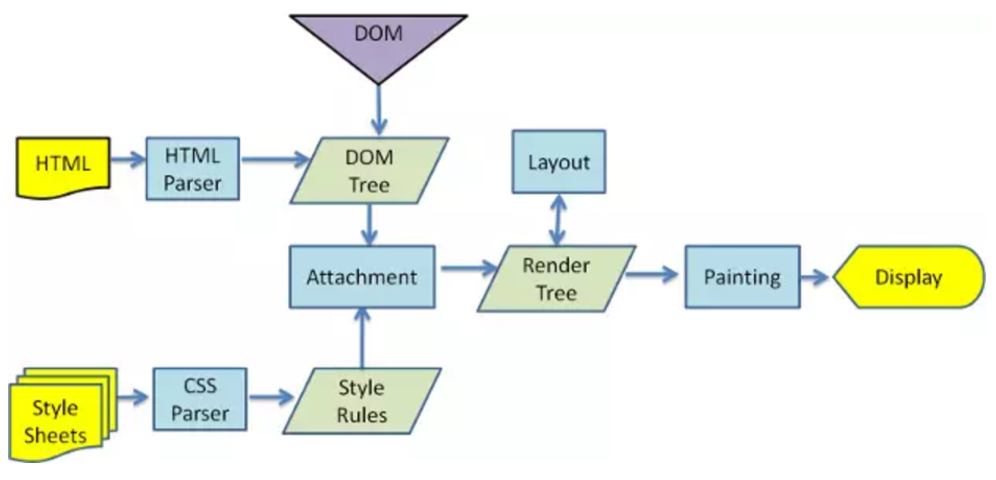 DOM
HTML
HTML
Parser
DOM
Tree
Layout
Attachment
Render
Tree
Painting
Display
Style
Sheets
CSS
Parser
Style
Rules